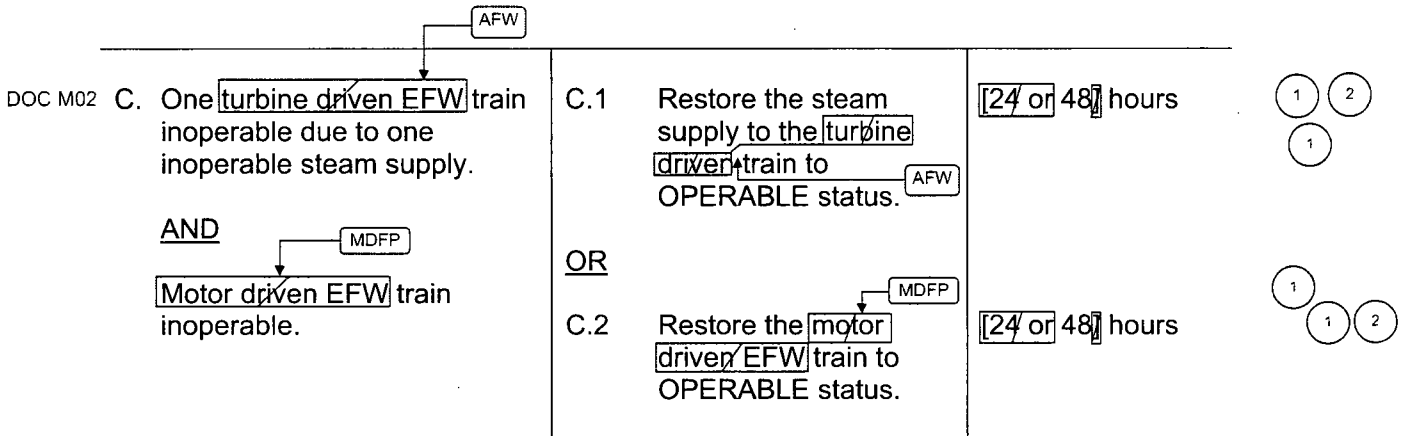 AFW
DOC M02 C. One turbine driven EFW train inoperable due to one inoperable steam supply.
AND
MDFP
Motor driven EFW train inoperable.
C.1 Restore the steam supply to the turbine driven train to OPERABLE status.
AFW
OR
MDFP
C.2 Restore the motor driven EFW train to OPERABLE status.
[24 or 48] hours
[24 or 48] hours
1 2
1
1
1 2